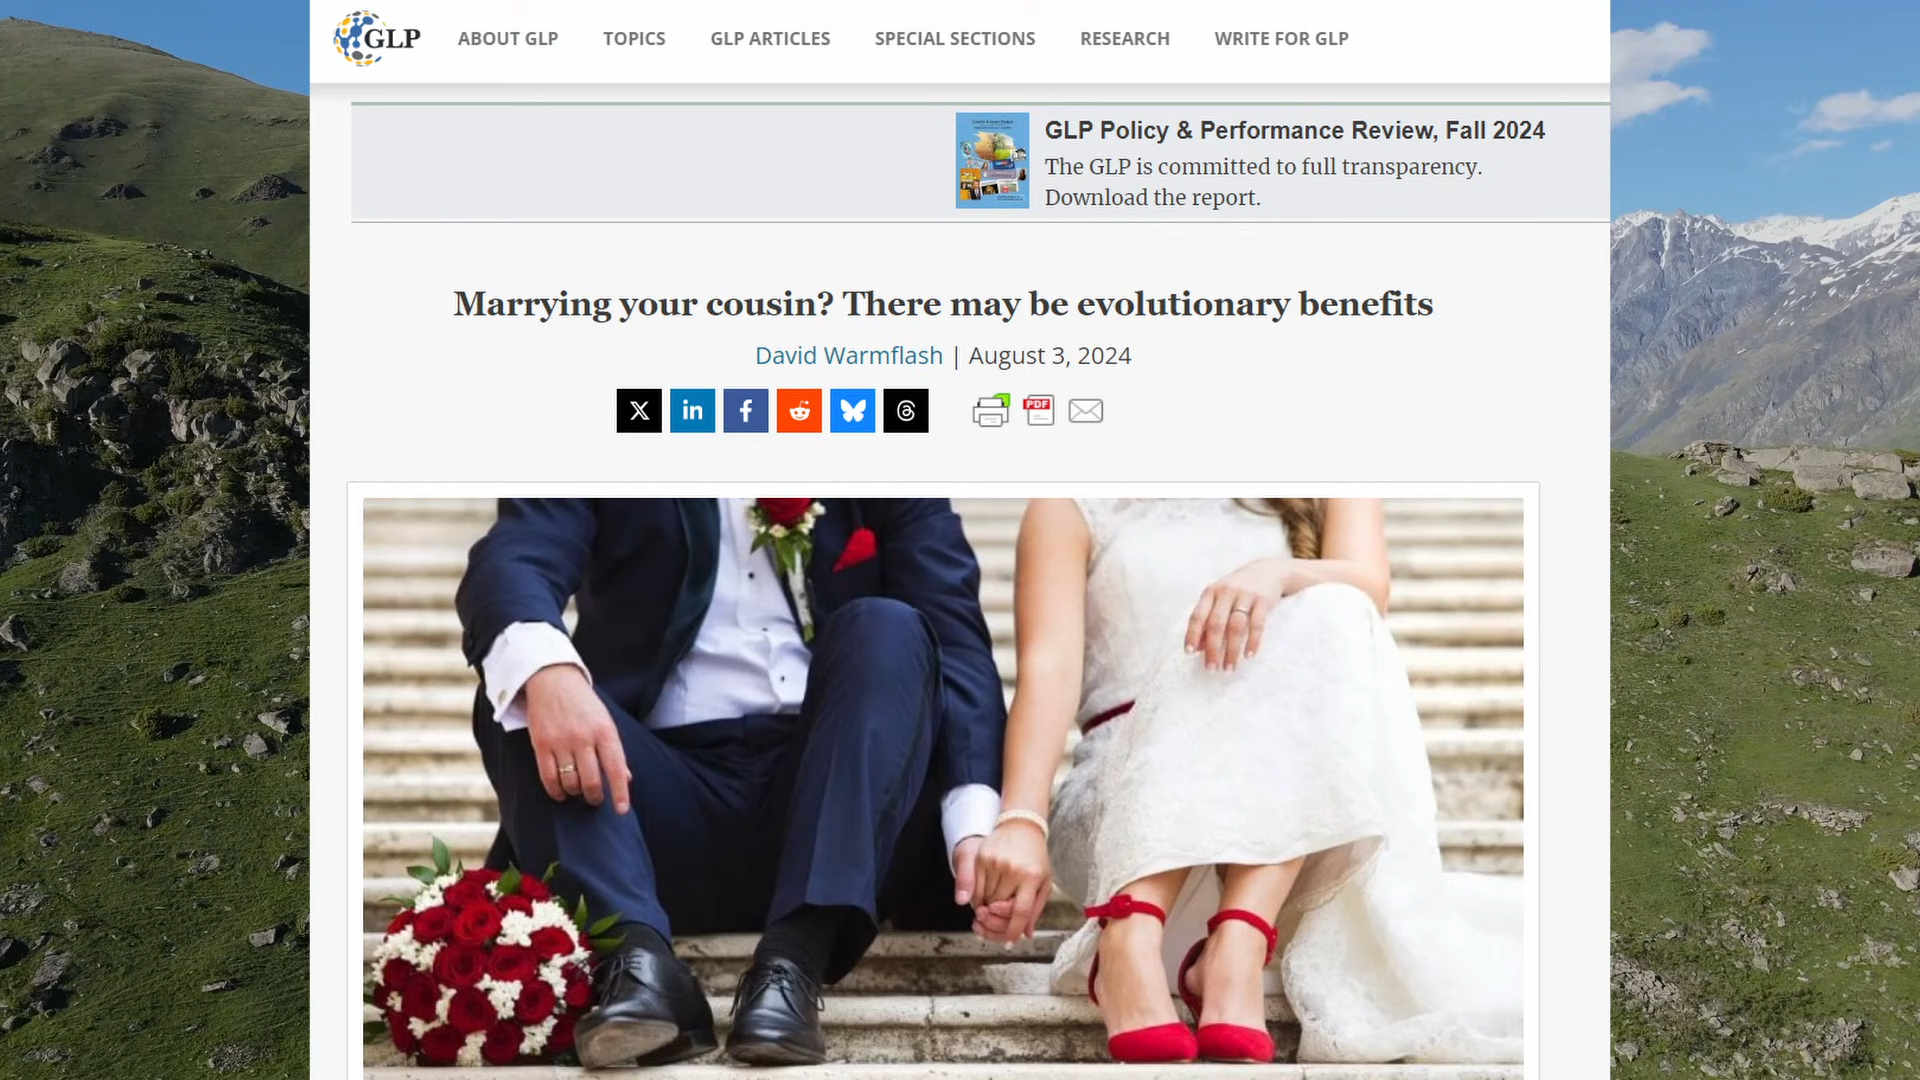 GLP
ABOUT GLP
TOPICS
GLP ARTICLES
SPECIAL SECTIONS
RESEARCH
WRITE FOR GLP
GLP Policy & Performance Review, Fall 2024
The GLP is committed to full transparency.
Download the report.
Marrying your cousin? There may be evolutionary benefits
David Warmflash | August 3, 2024
PDF